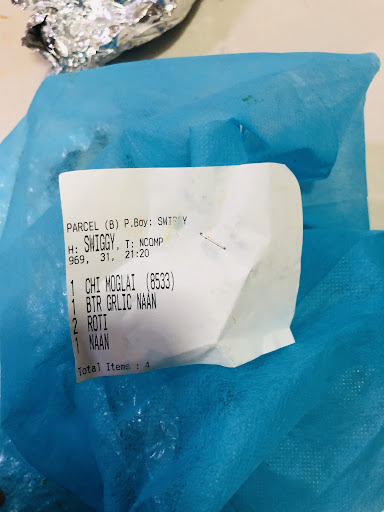 PARCEL (B) P.Boy: SWIGGY
H: SWIGGY, T: NCOMP
969, 31, 21:20
1 CHI MOGLAI (8533)
1 BTR GRLIC NAAN
2 ROTI
1 NAAN
Total Items : 4